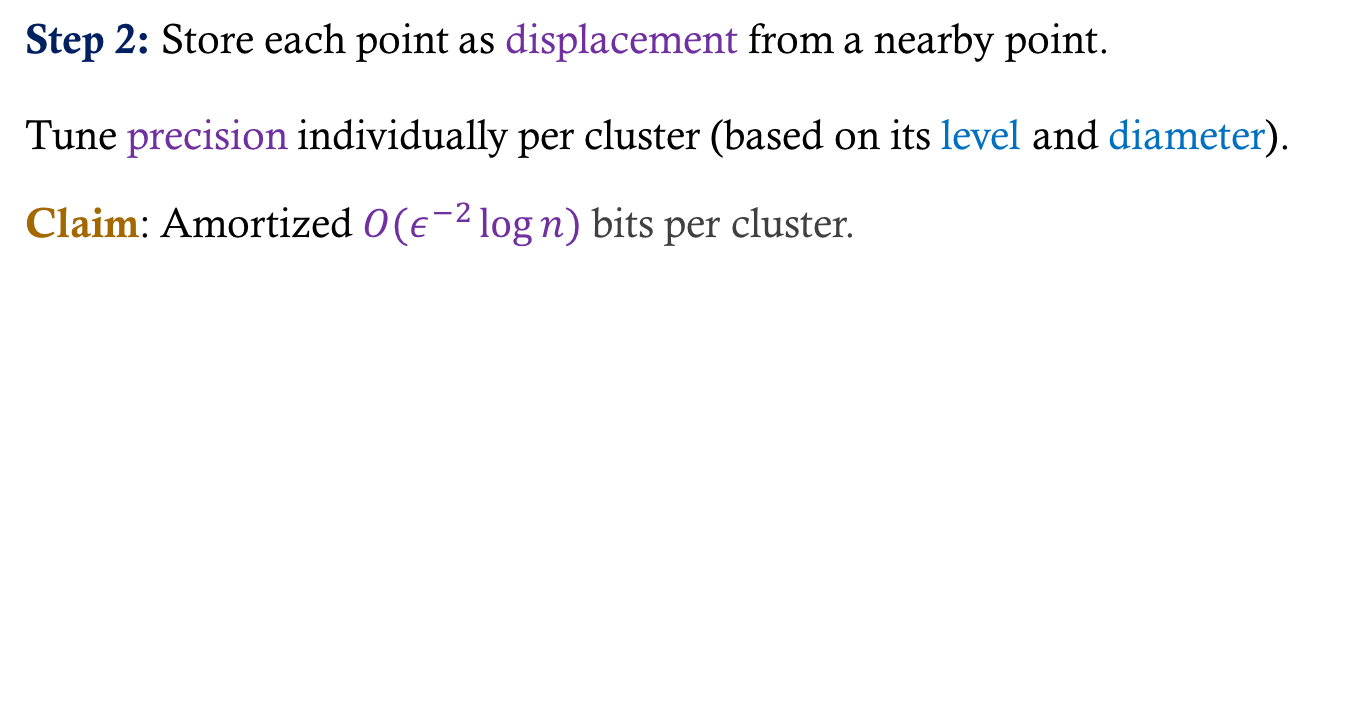 Step 2: Store each point as displacement from a nearby point.
Tune precision individually per cluster (based on its level and diameter).
Claim: Amortized O(ϵ⁻² log n) bits per cluster.